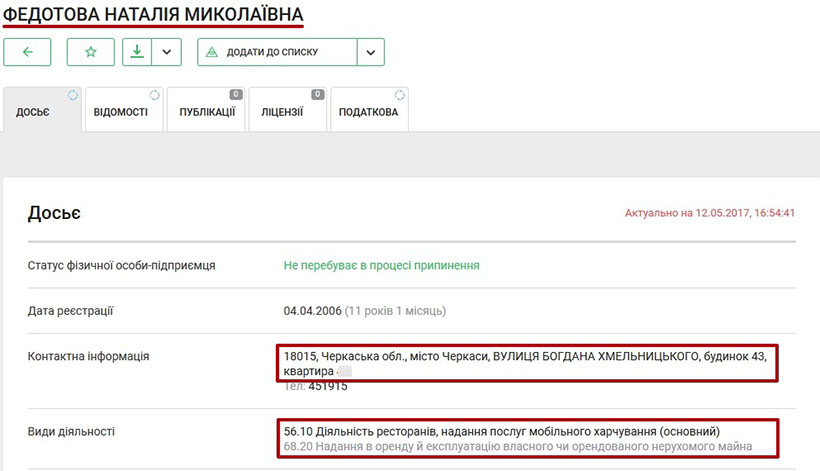 ФЕДОТОВА НАТАЛІЯ МИКОЛАЇВНА
ДОДАТИ ДО СПИСКУ
0 0
ДОСЬЄ ВІДОМОСТІ ПУБЛІКАЦІЇ ЛІЦЕНЗІЇ ПОДАТКОВА
Досьє Актуально на 12.05.2017, 16:54:41
Статус фізичної особи-підприємця Не перебуває в процесі припинення
Дата реєстрації 04.04.2006 (11 років 1 місяць)
Контактна інформація 18015, Черкаська обл., місто Черкаси, ВУЛИЦЯ БОГДАНА ХМЕЛЬНИЦЬКОГО, будинок 43,
квартира
Тел: 451915
Види діяльності 56.10 Діяльність ресторанів, надання послуг мобільного харчування (основний)
68.20 Надання в оренду й експлуатацію власного чи орендованого нерухомого майна